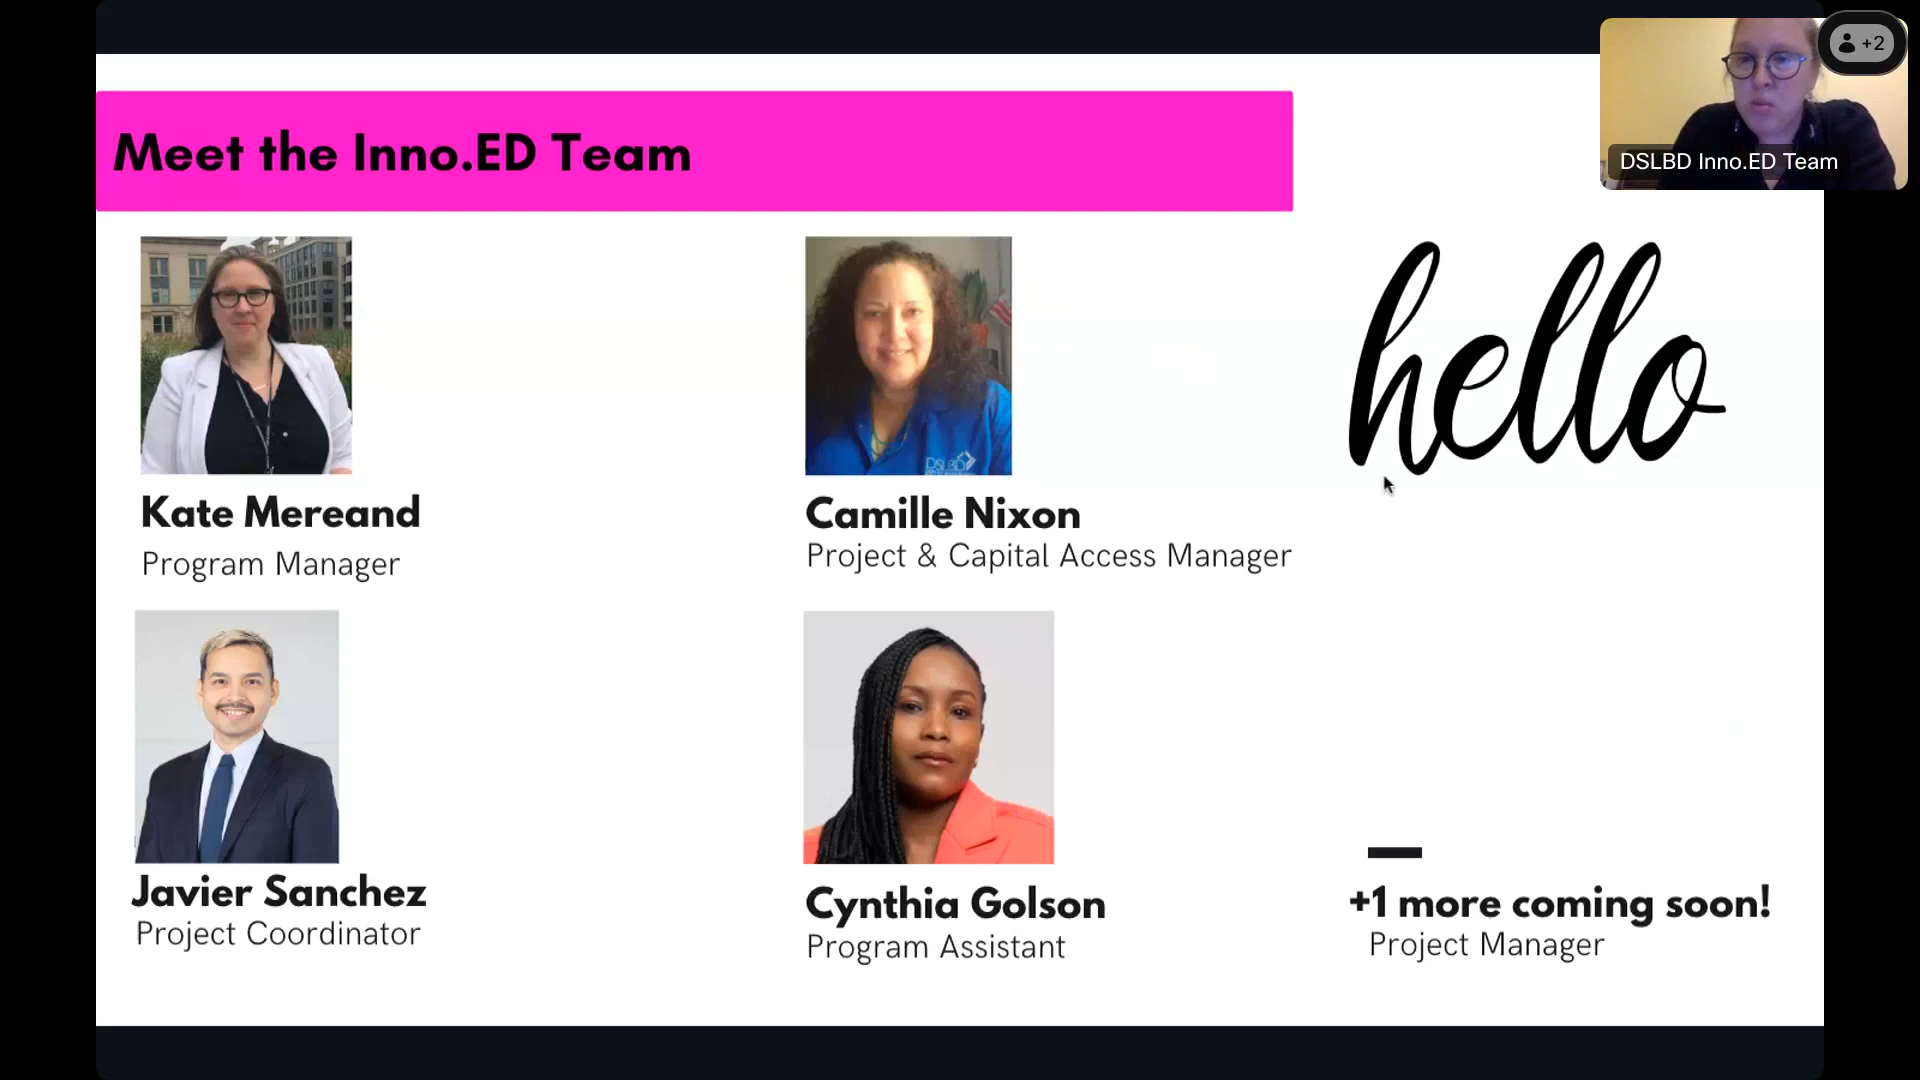 +2
DSLBD Inno.ED Team
Meet the Inno.ED Team
hello
DSLBD
Kate Mereand
Program Manager
Camille Nixon
Project & Capital Access Manager
Javier Sanchez
Project Coordinator
Cynthia Golson
Program Assistant
+1 more coming soon!
Project Manager